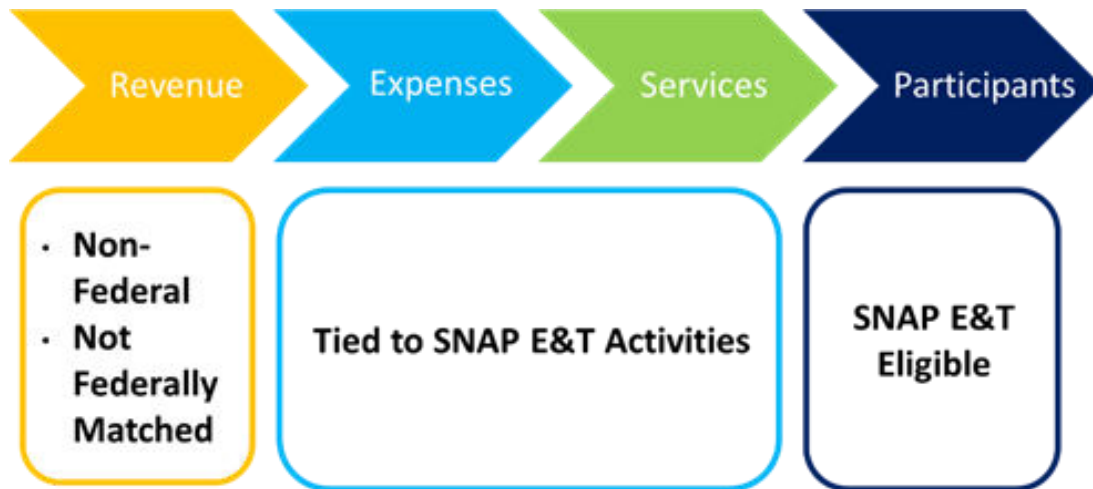 Revenue
Expenses
Services
Participants
· Non-
Federal
· Not
Federally
Matched
Tied to SNAP E&T Activities
SNAP E&T
Eligible